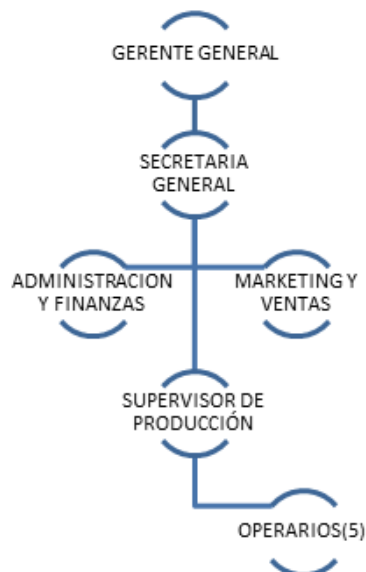 GERENTE GENERAL
SECRETARIA
GENERAL
ADMINISTRACION
Y FINANZAS
MARKETING Y
VENTAS
SUPERVISOR DE
PRODUCCIÓN
OPERARIOS(5)